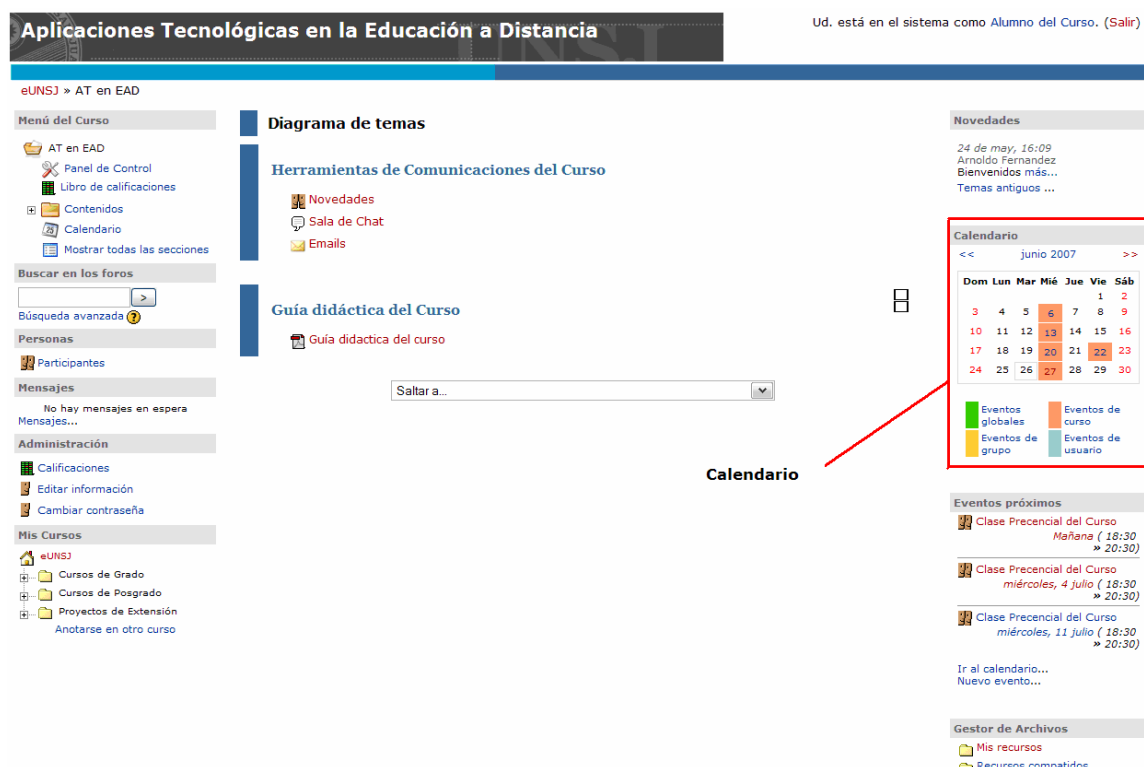 Aplicaciones Tecnológicas en la Educación a Distancia
UNSJ
Ud. está en el sistema como Alumno del Curso. (Salir)
eUNSJ » AT en EAD
Menú del Curso
AT en EAD
Panel de Control
Libro de calificaciones
Contenidos
Calendario
Mostrar todas las secciones
Buscar en los foros
>
Búsqueda avanzada ?
Personas
Participantes
Mensajes
No hay mensajes en espera
Mensajes...
Administración
Calificaciones
Editar información
Cambiar contraseña
Mis Cursos
eUNSJ
Cursos de Grado
Cursos de Posgrado
Proyectos de Extensión
Anotarse en otro curso
Diagrama de temas
Herramientas de Comunicaciones del Curso
Novedades
Sala de Chat
Emails
Guía didáctica del Curso
Guía didactica del curso
Saltar a...
Calendario
Novedades
24 de may, 16:09
Arnoldo Fernandez
Bienvenidos más...
Temas antiguos ...
Calendario
<< junio 2007 >>
Dom Lun Mar Mié Jue Vie Sáb
1 2
3 4 5 6 7 8 9
10 11 12 13 14 15 16
17 18 19 20 21 22 23
24 25 26 27 28 29 30
Eventos globales
Eventos de curso
Eventos de grupo
Eventos de usuario
Eventos próximos
Clase Precencial del Curso
Mañana ( 18:30
» 20:30)
Clase Precencial del Curso
miércoles, 4 julio ( 18:30
» 20:30)
Clase Precencial del Curso
miércoles, 11 julio ( 18:30
» 20:30)
Ir al calendario...
Nuevo evento...
Gestor de Archivos
Mis recursos
Recursos compatidos